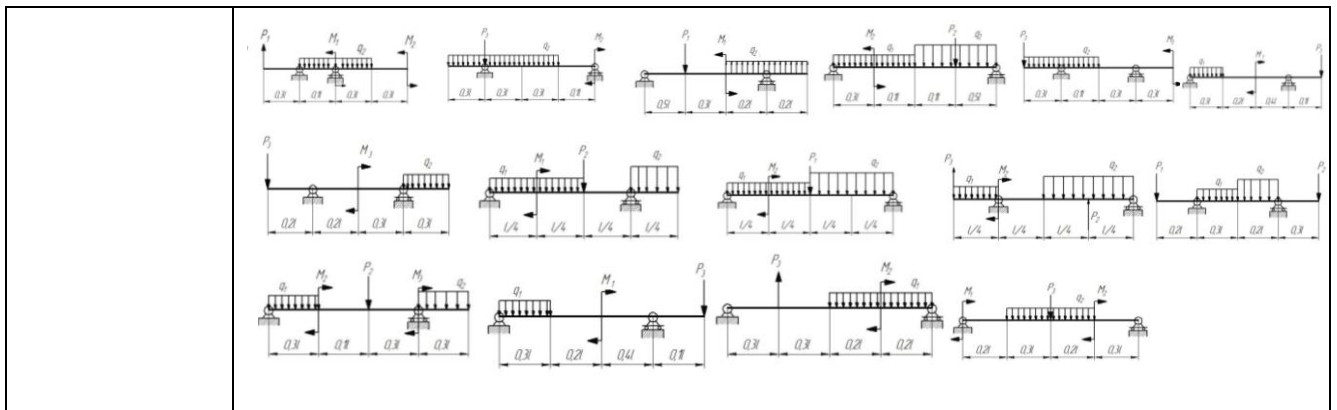 P₁ M₁ q₂ M₂
0,3l 0,1l 0,3l 0,3l
P₁ q₂ M₂
0,3l 0,3l 0,3l 0,1l
P₁ M₁ q₂
0,5l 0,3l 0,2l 0,2l
M₂ q₂ P₂
0,3l 0,1l 0,1l 0,5l
P₂ q₁ M₁
0,3l 0,1l 0,3l 0,3l
q₁ P₃
0,3l 0,2l 0,4l 0,1l
P₃ M₃ q₂
0,2l 0,2l 0,3l 0,3l
q₁ M₁ P₂ q₂
l/4 l/4 l/4 l/4
q₁ M₁ P₁ q₂
l/4 l/4 l/4 l/4
P₃ q₁ M₂ q₂ P₂
l/4 l/4 l/4 l/4
P₁ q₁ q₂ P₂
0,2l 0,3l 0,2l 0,3l
q₁ M₂ P₂ M₃ q₂
0,3l 0,1l 0,3l 0,3l
q₁ M₁ P₃
0,3l 0,2l 0,4l 0,1l
P₃ M₂ q₁
0,3l 0,3l 0,2l 0,2l
M₁ P₁ q₂ M₂
0,2l 0,3l 0,2l 0,3l